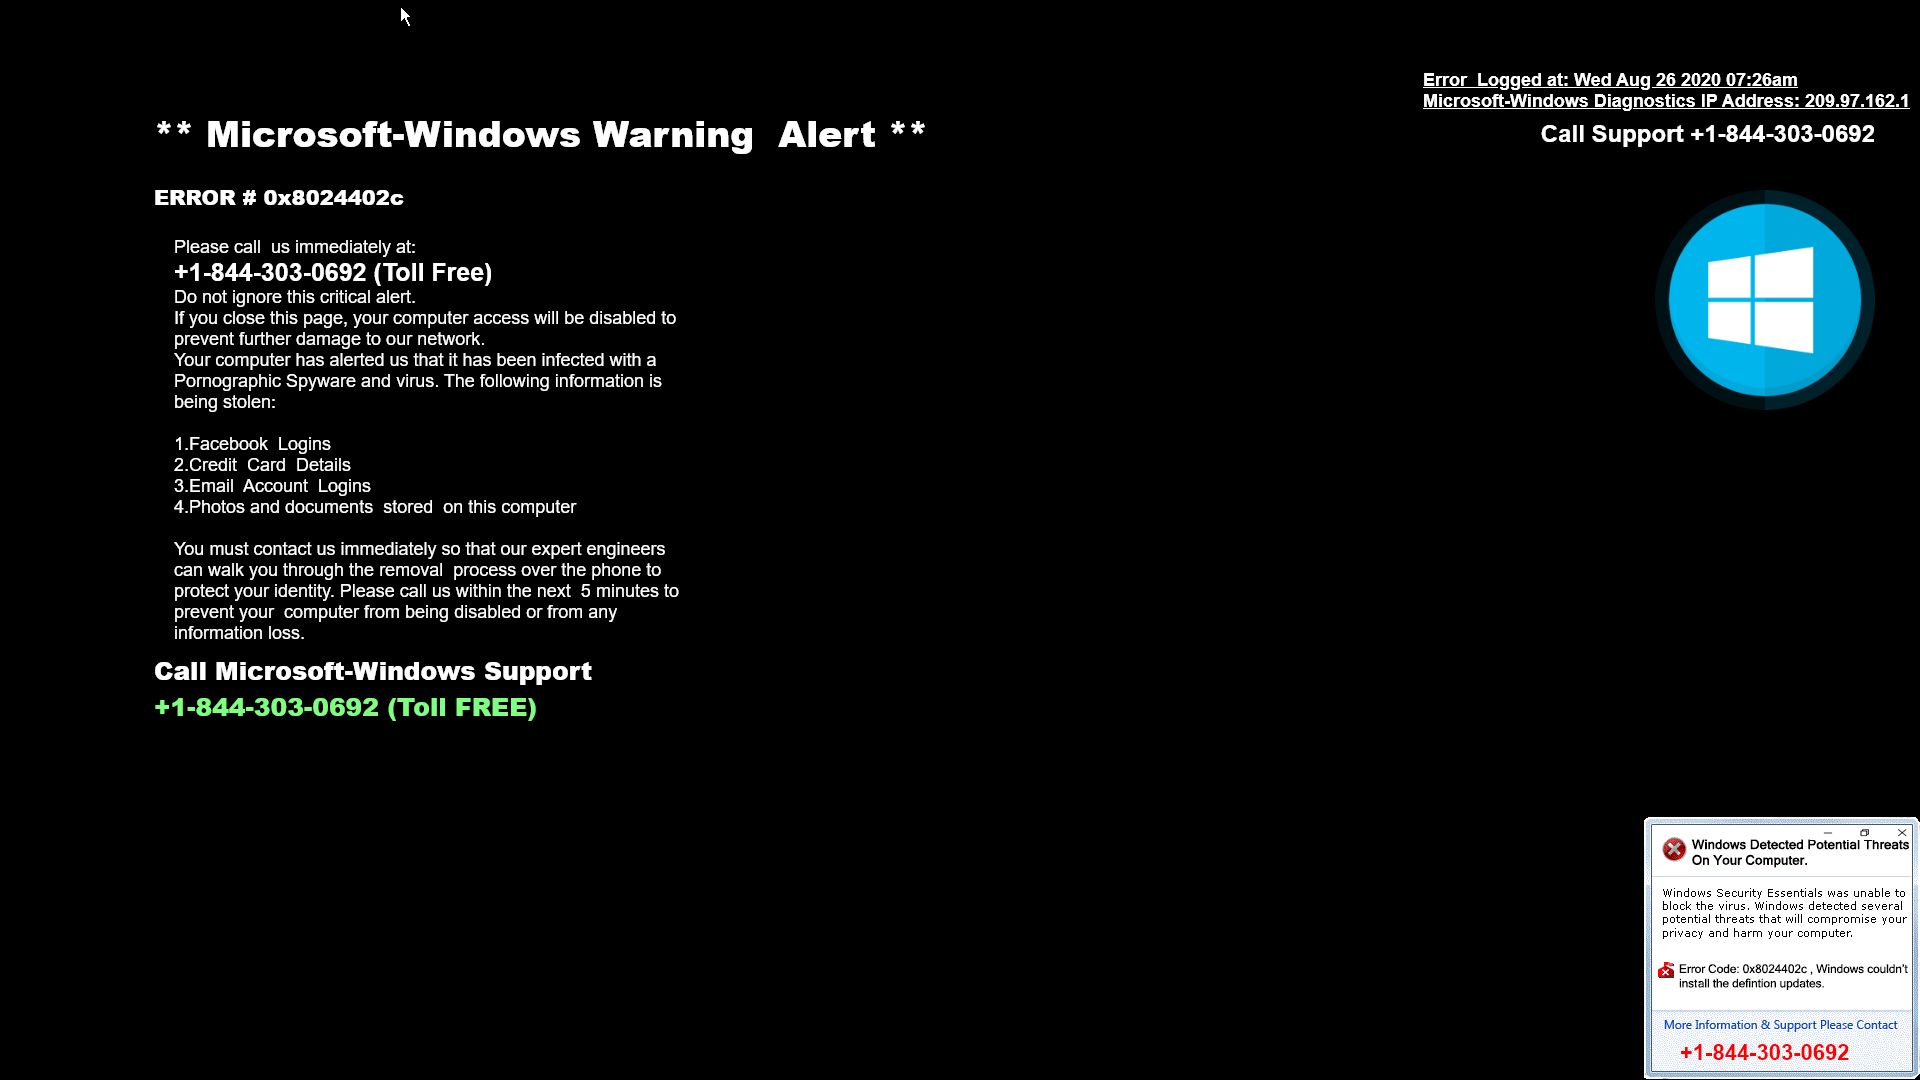 Error  Logged at: Wed Aug 26 2020 07:26am
Microsoft-Windows Diagnostics IP Address: 209.97.162.1
Call Support +1-844-303-0692
** Microsoft-Windows Warning  Alert **
ERROR # 0x8024402c
Please call  us immediately at:
+1-844-303-0692 (Toll Free)
Do not ignore this critical alert.
If you close this page, your computer access will be disabled to
prevent further damage to our network.
Your computer has alerted us that it has been infected with a
Pornographic Spyware and virus. The following information is
being stolen:
1.Facebook  Logins
2.Credit  Card  Details
3.Email  Account  Logins
4.Photos and documents  stored  on this computer
You must contact us immediately so that our expert engineers
can walk you through the removal  process over the phone to
protect your identity. Please call us within the next  5 minutes to
prevent your  computer from being disabled or from any
information loss.
Call Microsoft-Windows Support
+1-844-303-0692 (Toll FREE)
Windows Detected Potential Threats
On Your Computer.
Windows Security Essentials was unable to
block the virus. Windows detected several
potential threats that will compromise your
privacy and harm your computer.
Error Code: 0x8024402c , Windows couldn't
install the defintion updates.
More Information & Support Please Contact
+1-844-303-0692